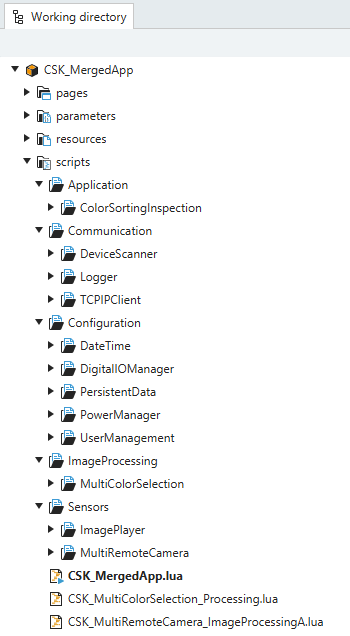 Working directory
CSK_MergedApp
pages
parameters
resources
scripts
Application
ColorSortingInspection
Communication
DeviceScanner
Logger
TCPIPClient
Configuration
DateTime
DigitalIOManager
PersistentData
PowerManager
UserManagement
ImageProcessing
MultiColorSelection
Sensors
ImagePlayer
MultiRemoteCamera
CSK_MergedApp.lua
CSK_MultiColorSelection_Processing.lua
CSK_MultiRemoteCamera_ImageProcessingA.lua